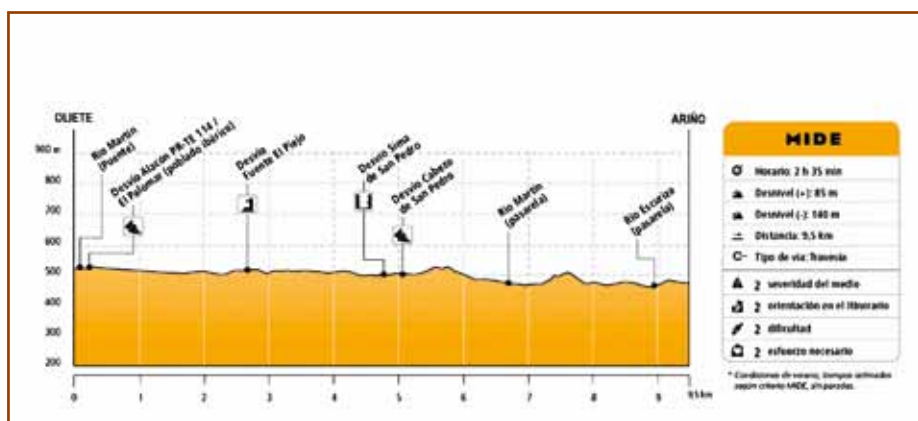 OLIETE
ARIÑO
Río Martín
(Puente)
Desvío Alacón PR-TE 114 /
El Palomar (poblado ibérico)
Desvío
Fuente El Piejo
Desvío Sima
de San Pedro
Desvío Cabezo
de San Pedro
Río Martín
(pasarela)
Río Escuriza
(pasarela)
900 m
800
700
600
500
400
300
200
0 1 2 3 4 5 6 7 8 9 9,5 km
MIDE
Horario: 2 h 35 min
Desnivel (+): 85 m
Desnivel (-): 140 m
Distancia: 9,5 km
Tipo de vía: Travesía
2 severidad del medio
2 orientación en el itinerario
2 dificultad
2 esfuerzo necesario
* Condiciones de verano, tiempos estimados
según criterio MIDE, sin paradas.